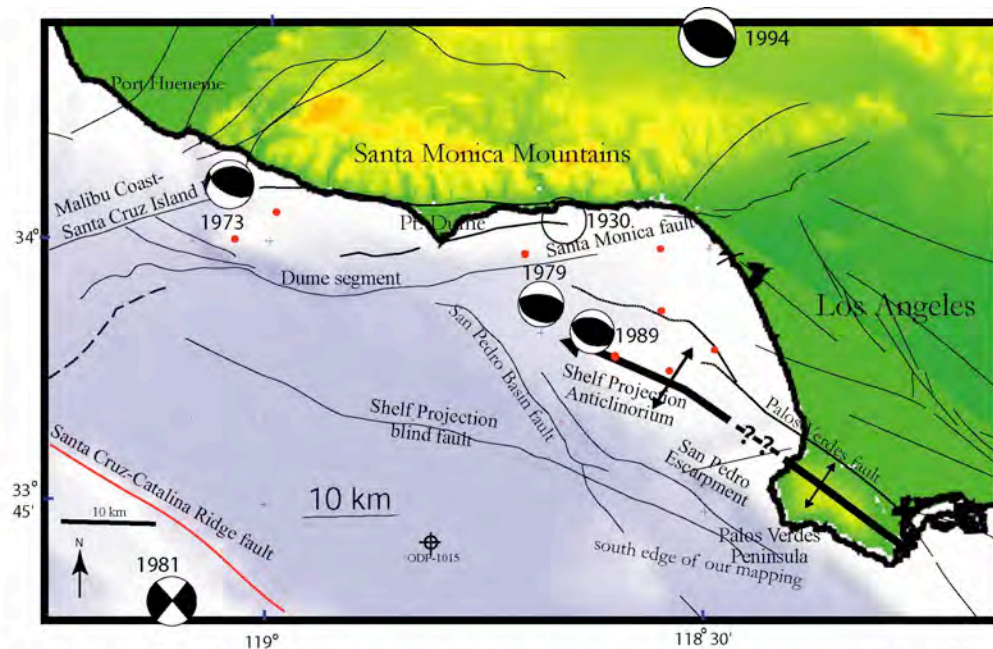 1994
Port Hueneme
Santa Monica Mountains
Malibu Coast-
Santa Cruz Island
1973
Pt. Dume
1930
34°
Santa Monica fault
Dume segment
1979
Los Angeles
1989
San Pedro Basin fault
Shelf Projection
Anticlinorium
Shelf Projection
blind fault
-?-?-
Palos Verdes fault
San Pedro
Escarpment
Santa Cruz-Catalina Ridge fault
33°
45'
10 km
10 km
N
ODP-1015
Palos Verdes
Peninsula
south edge of our mapping
1981
119°
118° 30'